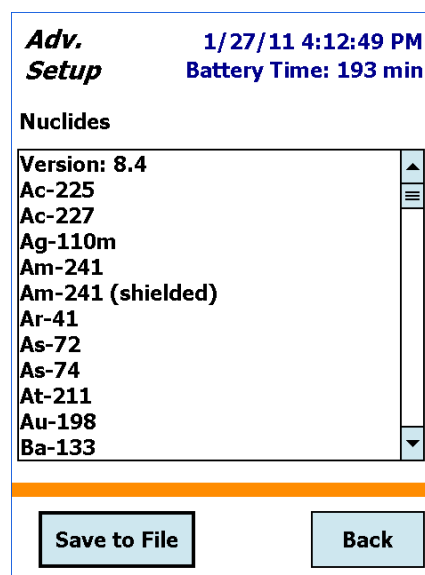 Adv. Setup
1/27/11 4:12:49 PM
Battery Time: 193 min
Nuclides
Version: 8.4
Ac-225
Ac-227
Ag-110m
Am-241
Am-241 (shielded)
Ar-41
As-72
As-74
At-211
Au-198
Ba-133
Save to File
Back